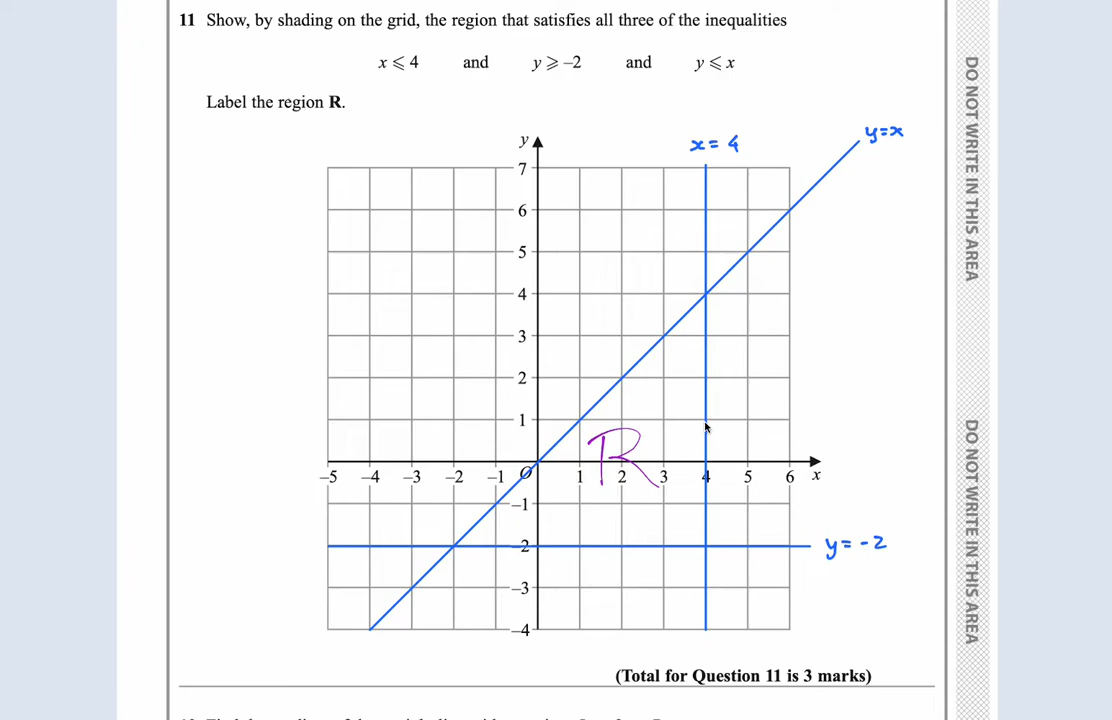 11 Show, by shading on the grid, the region that satisfies all three of the inequalities
x ⩽ 4 and y ⩾ –2 and y ⩽ x
Label the region R.
y=x
x = 4
y
7
6
5
4
3
2
1
R
–5 –4 –3 –2 –1 O 1 2 3 4 5 6 x
–1
–2
y = -2
–3
–4
(Total for Question 11 is 3 marks)
DO NOT WRITE IN THIS AREA
DO NOT WRITE IN THIS AREA